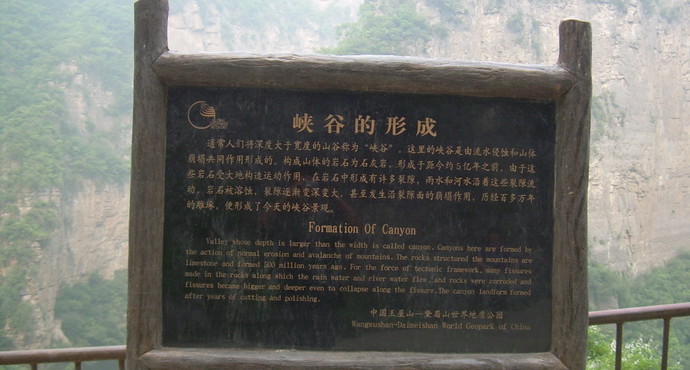 峡谷的形成
通常人们将深度大于宽度的山谷称为“峡谷”。这里的峡谷是由流水侵蚀和山体
崩塌共同作用形成的。构成山体的岩石为石灰岩，形成于距今约5亿年之前，由于这
些岩石受大地构造运动作用，在岩石中形成有许多裂隙，雨水和河水沿着这些裂隙流
动，岩石被溶蚀，裂隙逐渐变深变大，甚至发生沿裂隙面的崩塌作用，历经百多万年
的雕琢，便形成了今天的峡谷景观。
Formation Of Canyon
Valley whose depth is larger than the width is called canyon. Canyons here are formed by
the action of normal erosion and avalanche of mountains. The rocks structured the mountains are
limestone and formed 500 million years ago. For the force of tectonic framework, many fissures
made in the rocks along which the rain water and river water flew, and rocks were corroded and
fissures became bigger and deeper even to collapse along the fissure. The canyon landform formed
after years of cutting and polishing.
中国王屋山—黛眉山世界地质公园
Wangwushan-Daimeishan World Geopark of China